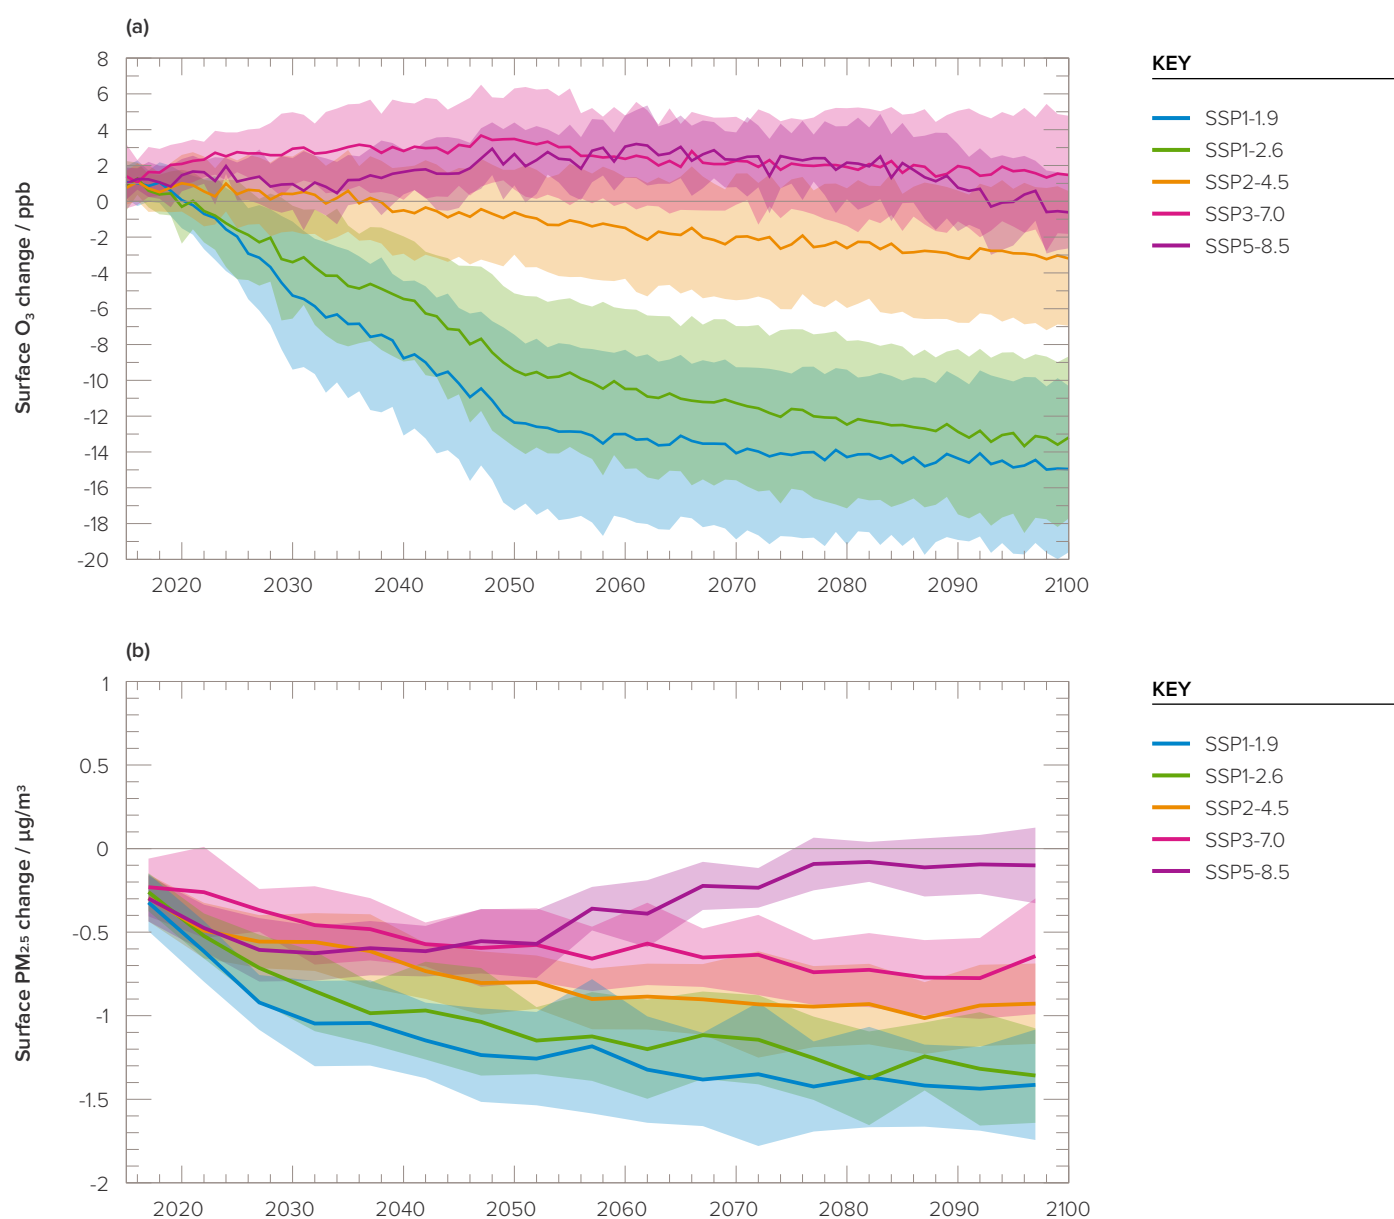 (a)
KEY
8
6
4
2
0
-2
-4
-6
-8
-10
-12
-14
-16
-18
-20
Surface O3 change / ppb
2020 2030 2040 2050 2060 2070 2080 2090 2100
SSP1-1.9
SSP1-2.6
SSP2-4.5
SSP3-7.0
SSP5-8.5
(b)
KEY
1
0.5
0
-0.5
-1
-1.5
-2
Surface PM2.5 change / µg/m³
2020 2030 2040 2050 2060 2070 2080 2090 2100
SSP1-1.9
SSP1-2.6
SSP2-4.5
SSP3-7.0
SSP5-8.5